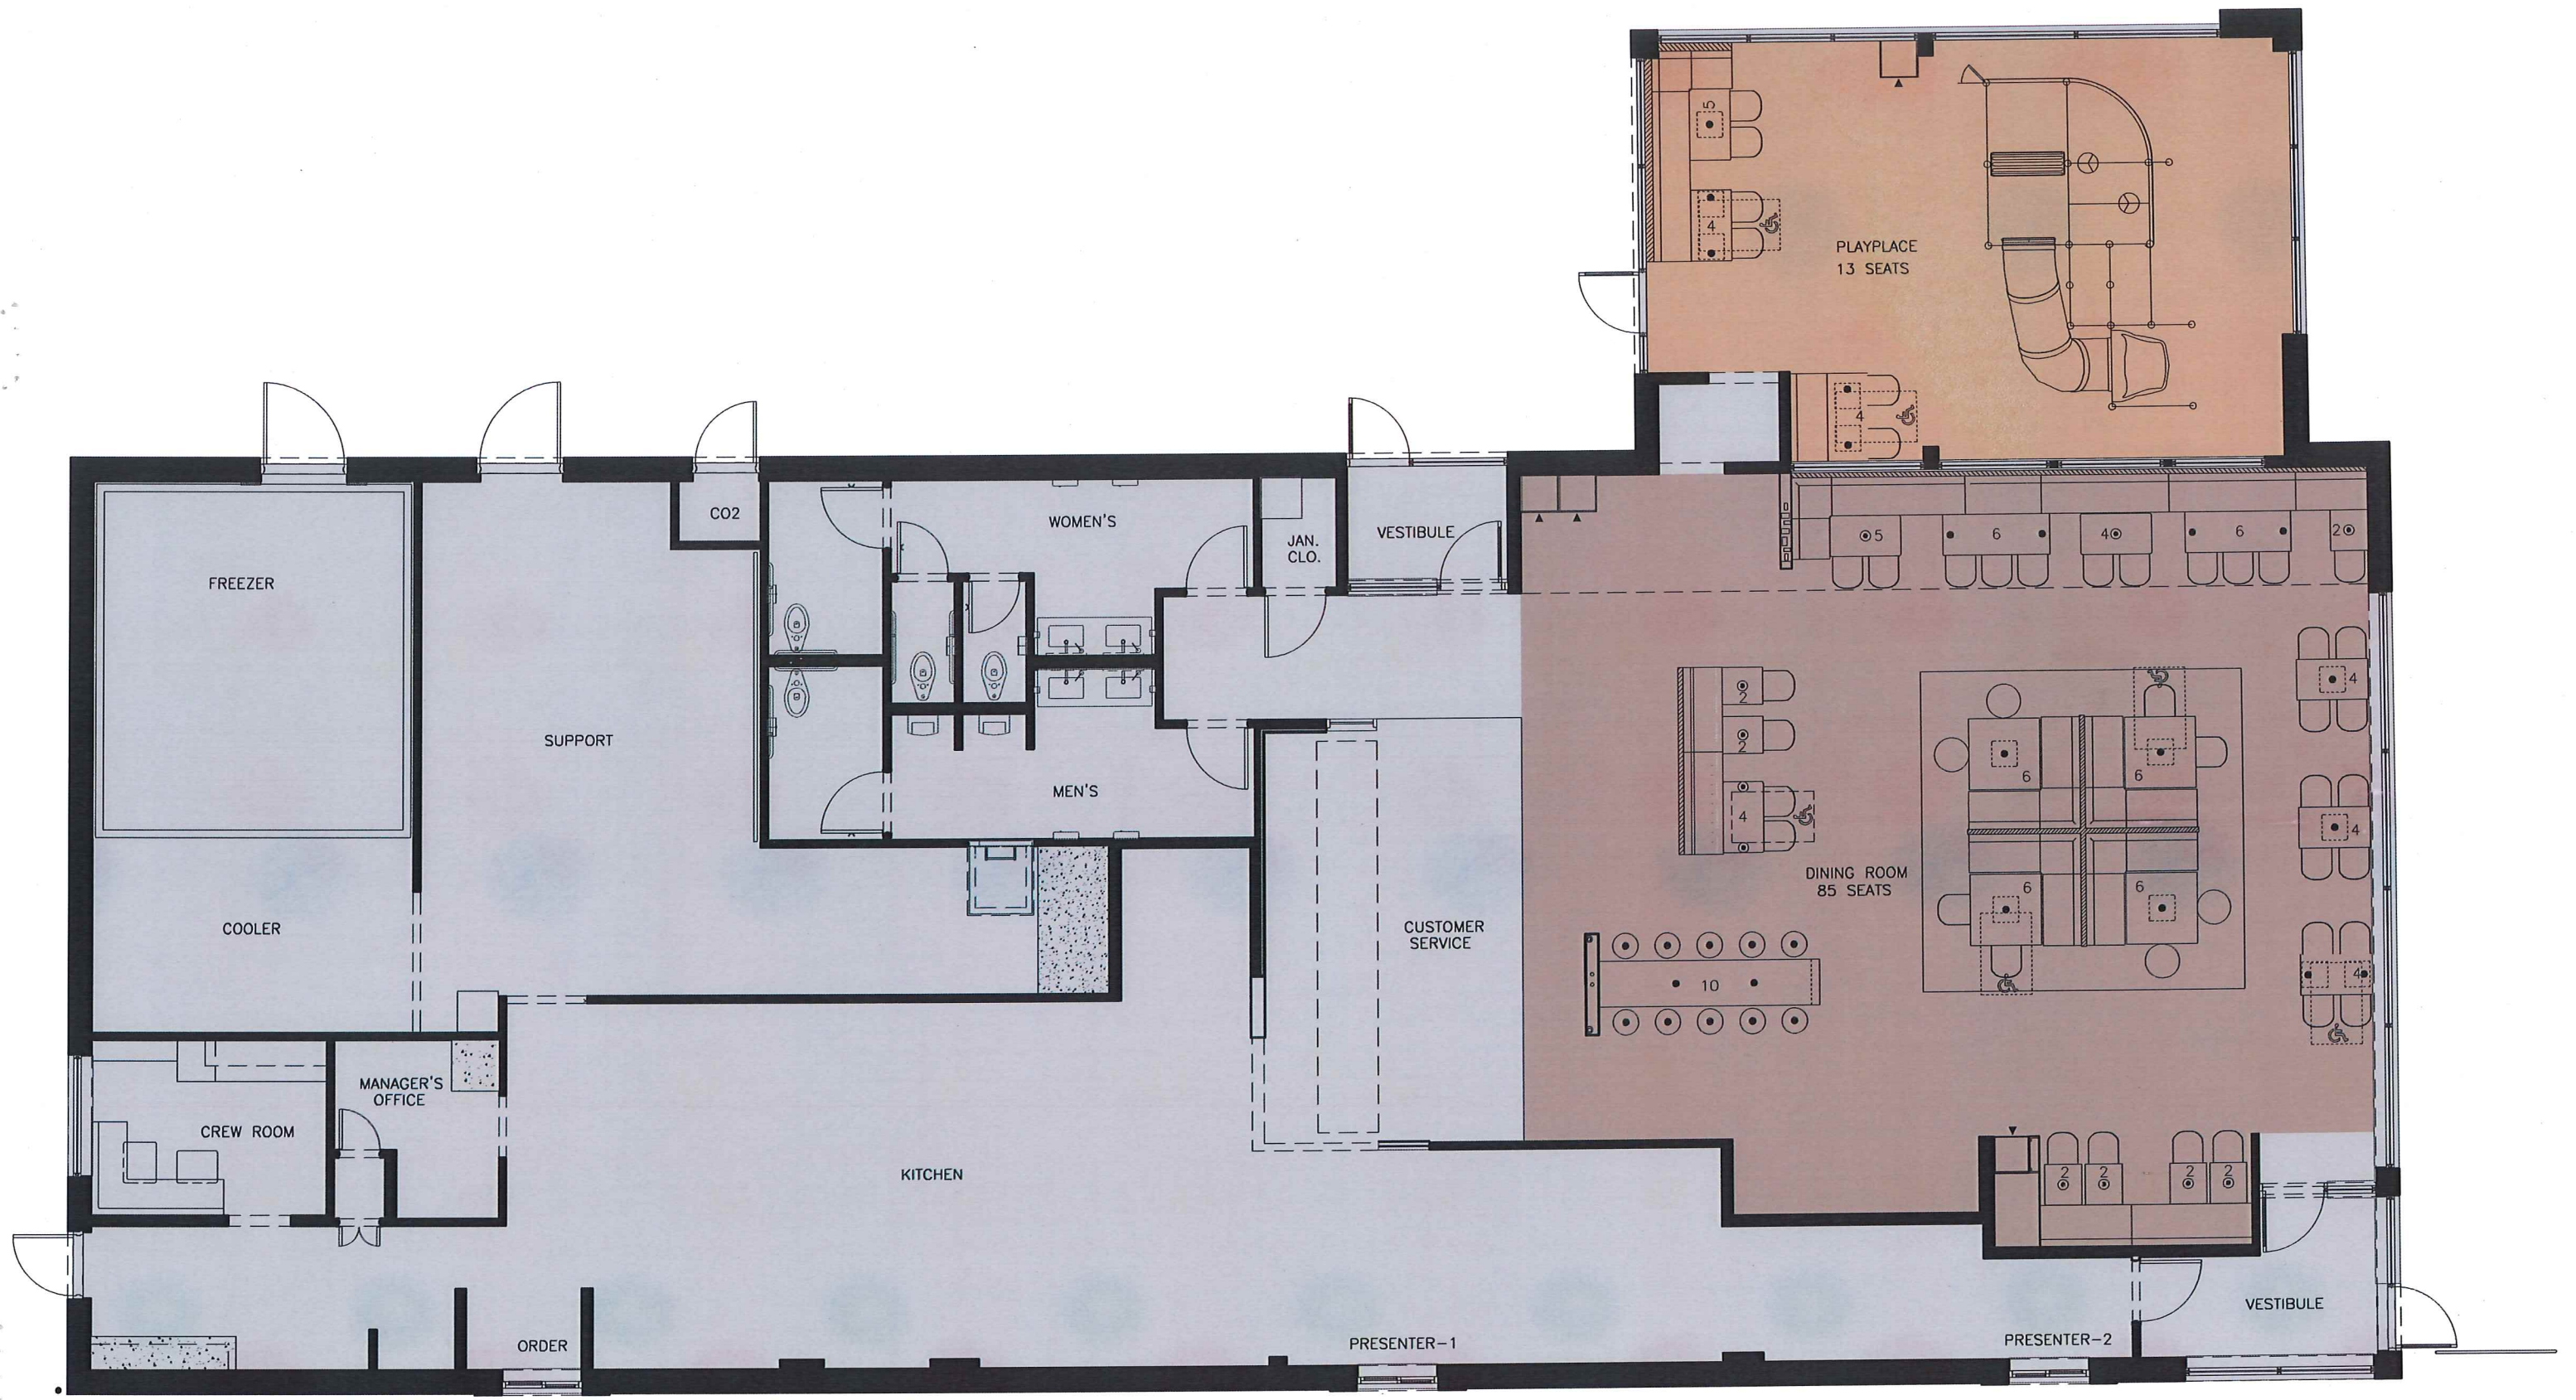 5
4
PLAYPLACE
13 SEATS
4
CO2
WOMEN'S
JAN.
CLO.
VESTIBULE
5
6
4
6
2
FREEZER
SUPPORT
2
2
4
4
6
6
4
MEN'S
4
DINING ROOM
85 SEATS
6
6
COOLER
CUSTOMER
SERVICE
10
MANAGER'S
OFFICE
CREW ROOM
KITCHEN
2
2
2
2
ORDER
PRESENTER-1
PRESENTER-2
VESTIBULE